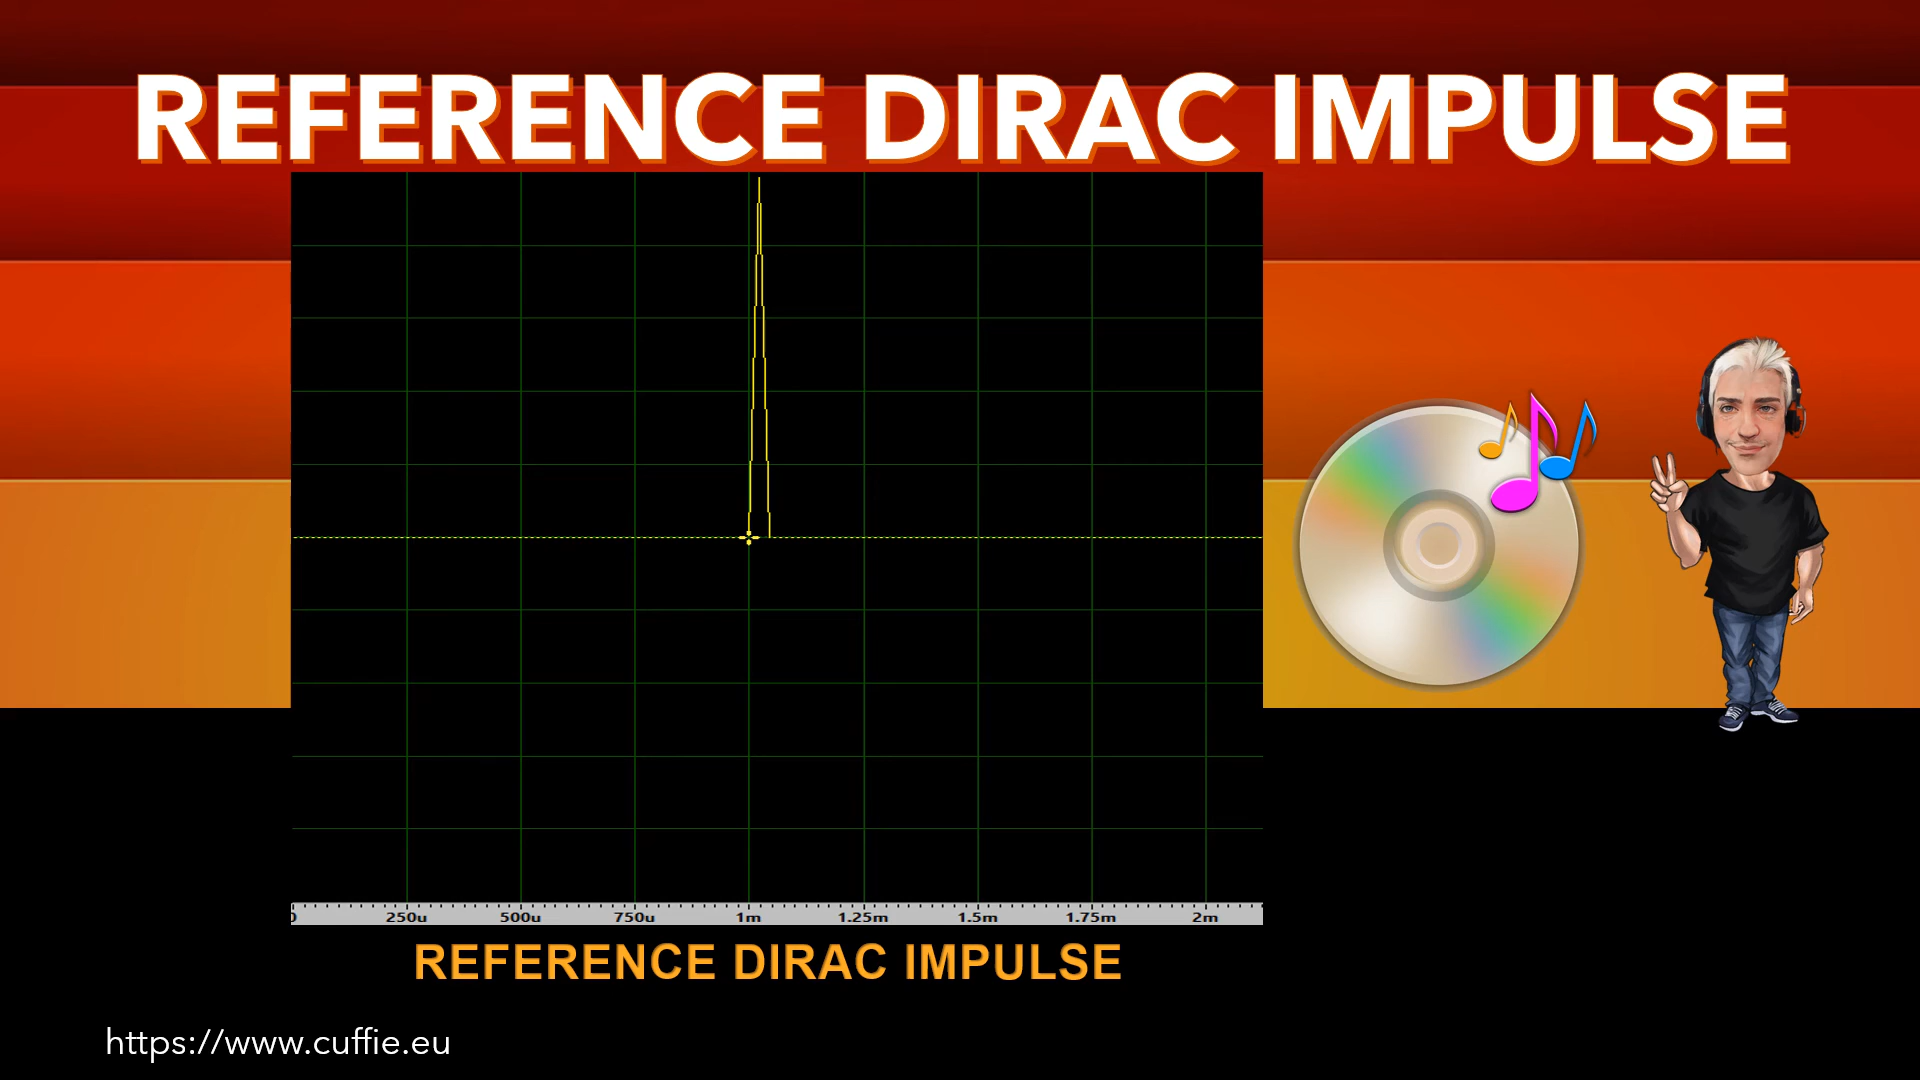 REFERENCE DIRAC IMPULSE
0 250u 500u 750u 1m 1.25m 1.5m 1.75m 2m
REFERENCE DIRAC IMPULSE
https://www.cuffie.eu